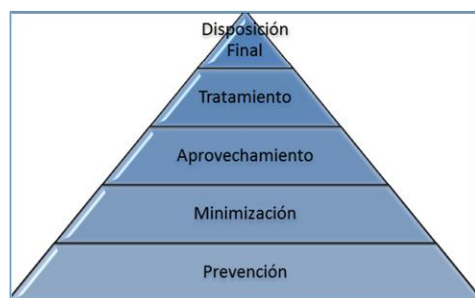 Disposición
Final
Tratamiento
Aprovechamiento
Minimización
Prevención